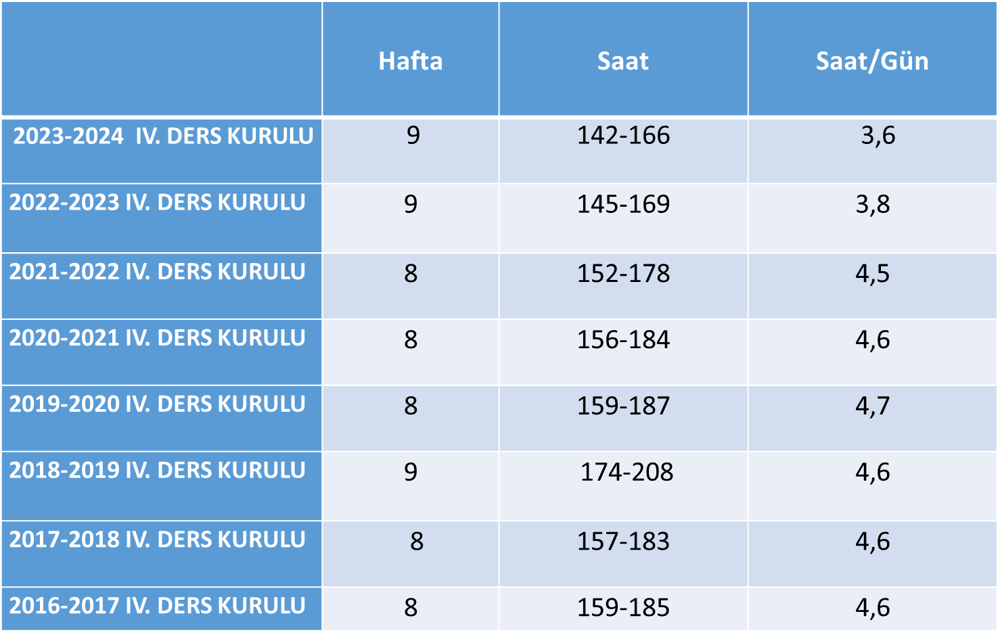 Hafta Saat Saat/Gün
2023-2024 IV. DERS KURULU 9 142-166 3,6
2022-2023 IV. DERS KURULU 9 145-169 3,8
2021-2022 IV. DERS KURULU 8 152-178 4,5
2020-2021 IV. DERS KURULU 8 156-184 4,6
2019-2020 IV. DERS KURULU 8 159-187 4,7
2018-2019 IV. DERS KURULU 9 174-208 4,6
2017-2018 IV. DERS KURULU 8 157-183 4,6
2016-2017 IV. DERS KURULU 8 159-185 4,6